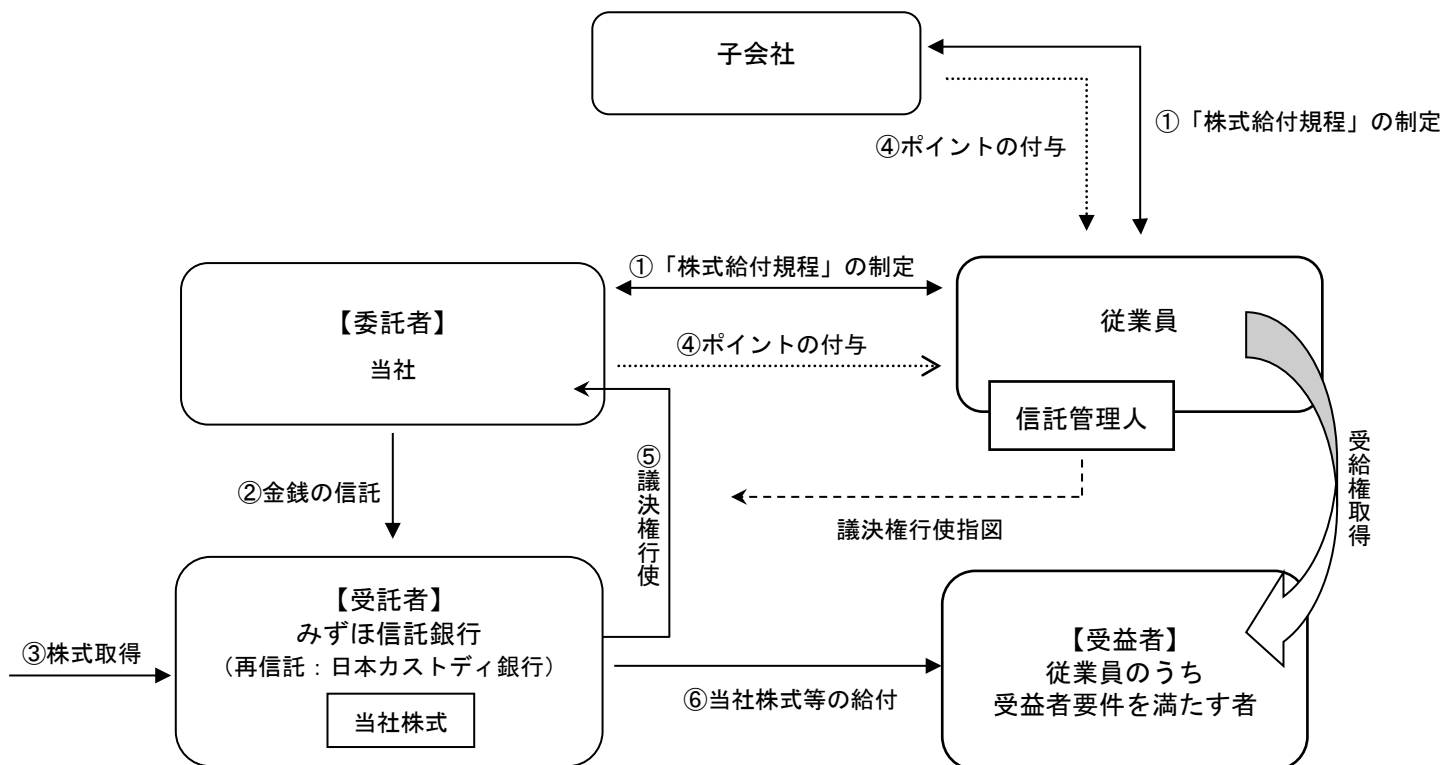 子会社
①「株式給付規程」の制定
④ポイントの付与
①「株式給付規程」の制定
【委託者】
当社
④ポイントの付与
従業員
信託管理人
②金銭の信託
⑤議決権行使
議決権行使指図
受給権取得
③株式取得
【受託者】
みずほ信託銀行
（再信託：日本カストディ銀行）
当社株式
⑥当社株式等の給付
【受益者】
従業員のうち
受益者要件を満たす者